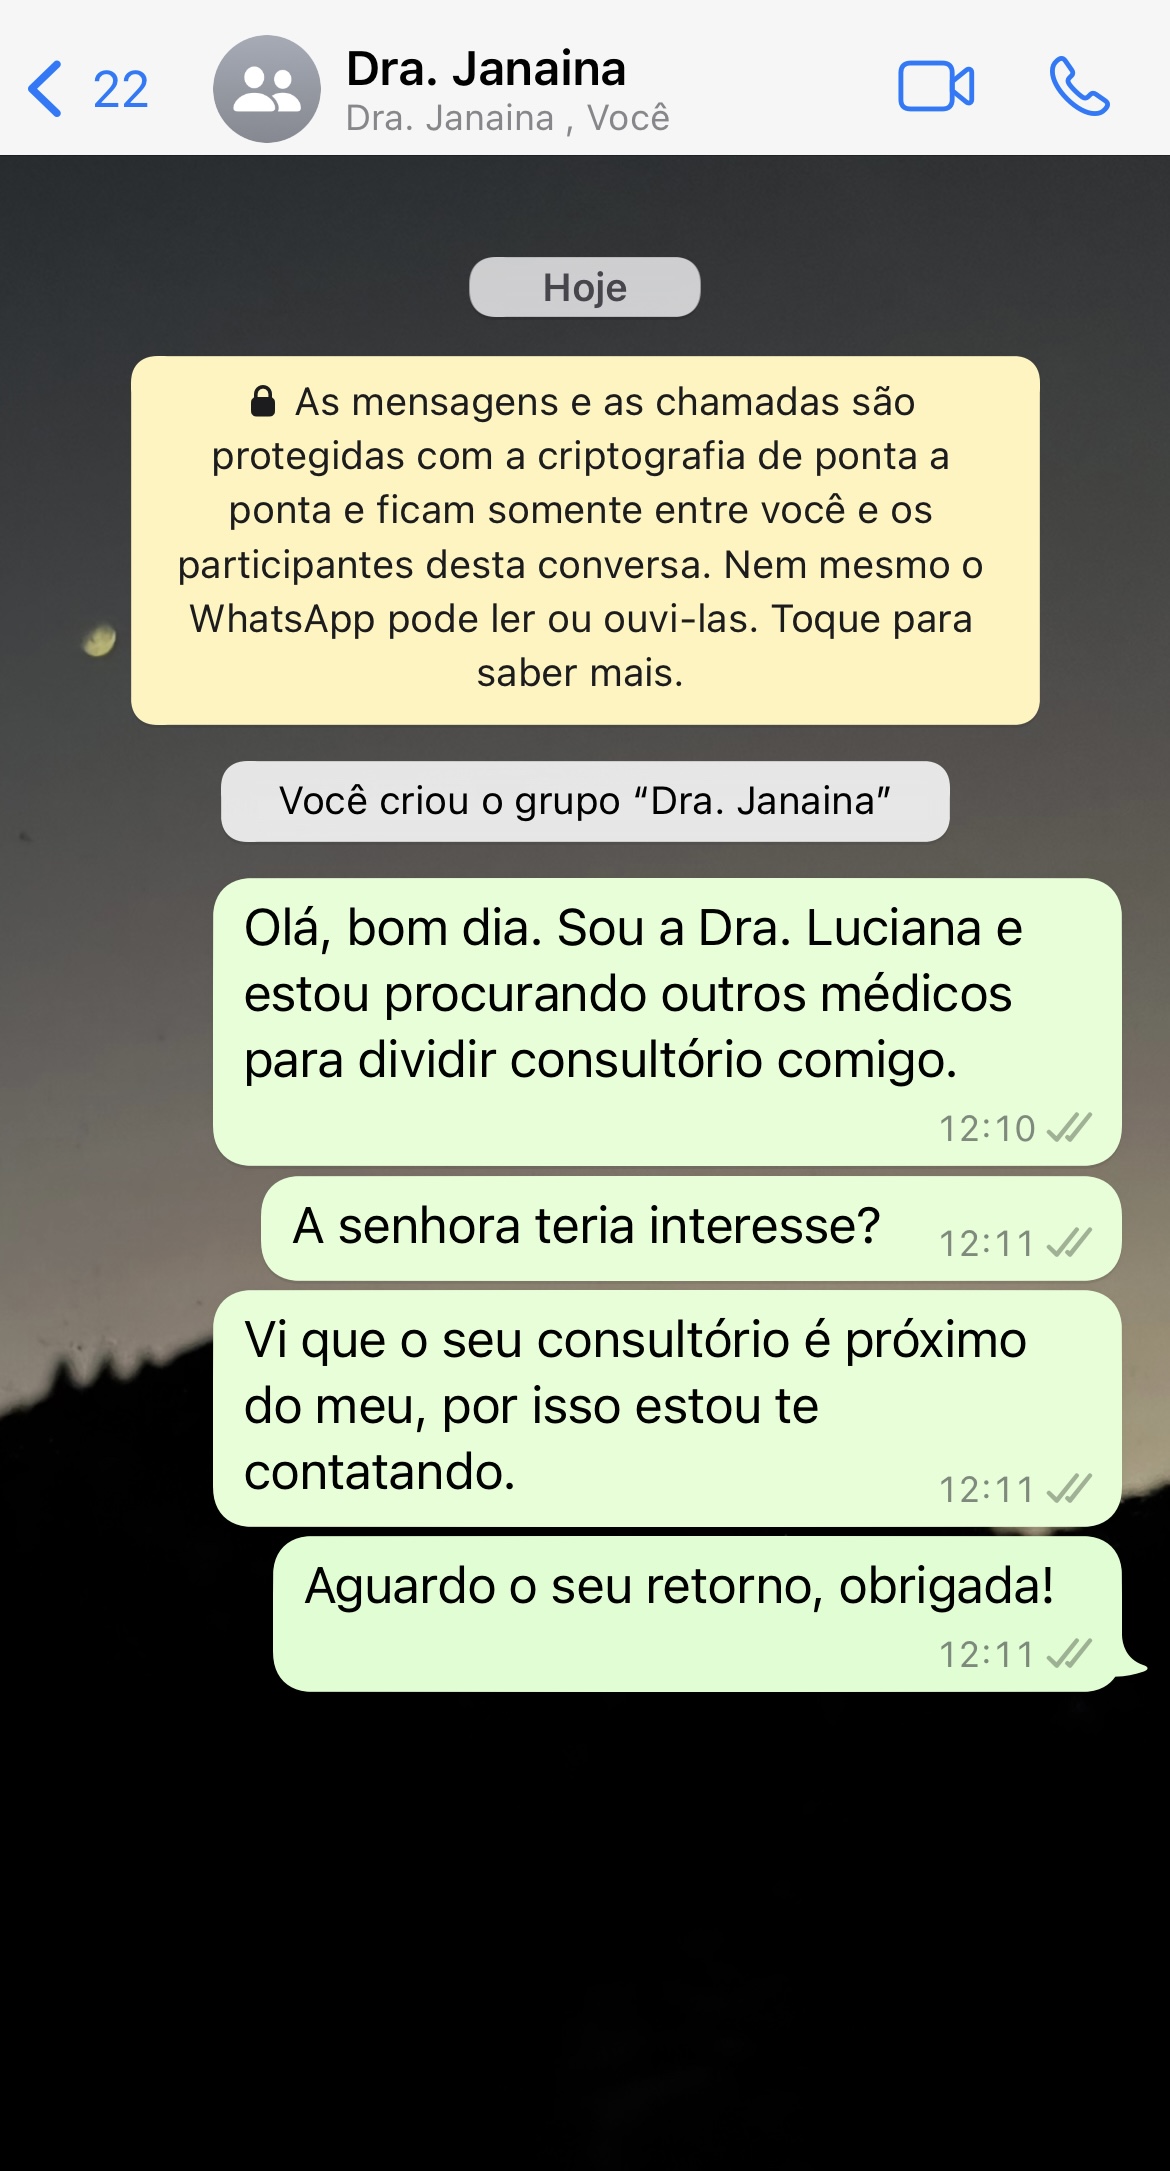 22
Dra. Janaina
Dra. Janaina , Você
Hoje
As mensagens e as chamadas são
protegidas com a criptografia de ponta a
ponta e ficam somente entre você e os
participantes desta conversa. Nem mesmo o
WhatsApp pode ler ou ouvi-las. Toque para
saber mais.
Você criou o grupo “Dra. Janaina”
Olá, bom dia. Sou a Dra. Luciana e
estou procurando outros médicos
para dividir consultório comigo.
12:10
A senhora teria interesse? 12:11
Vi que o seu consultório é próximo
do meu, por isso estou te
contatando.
12:11
Aguardo o seu retorno, obrigada!
12:11